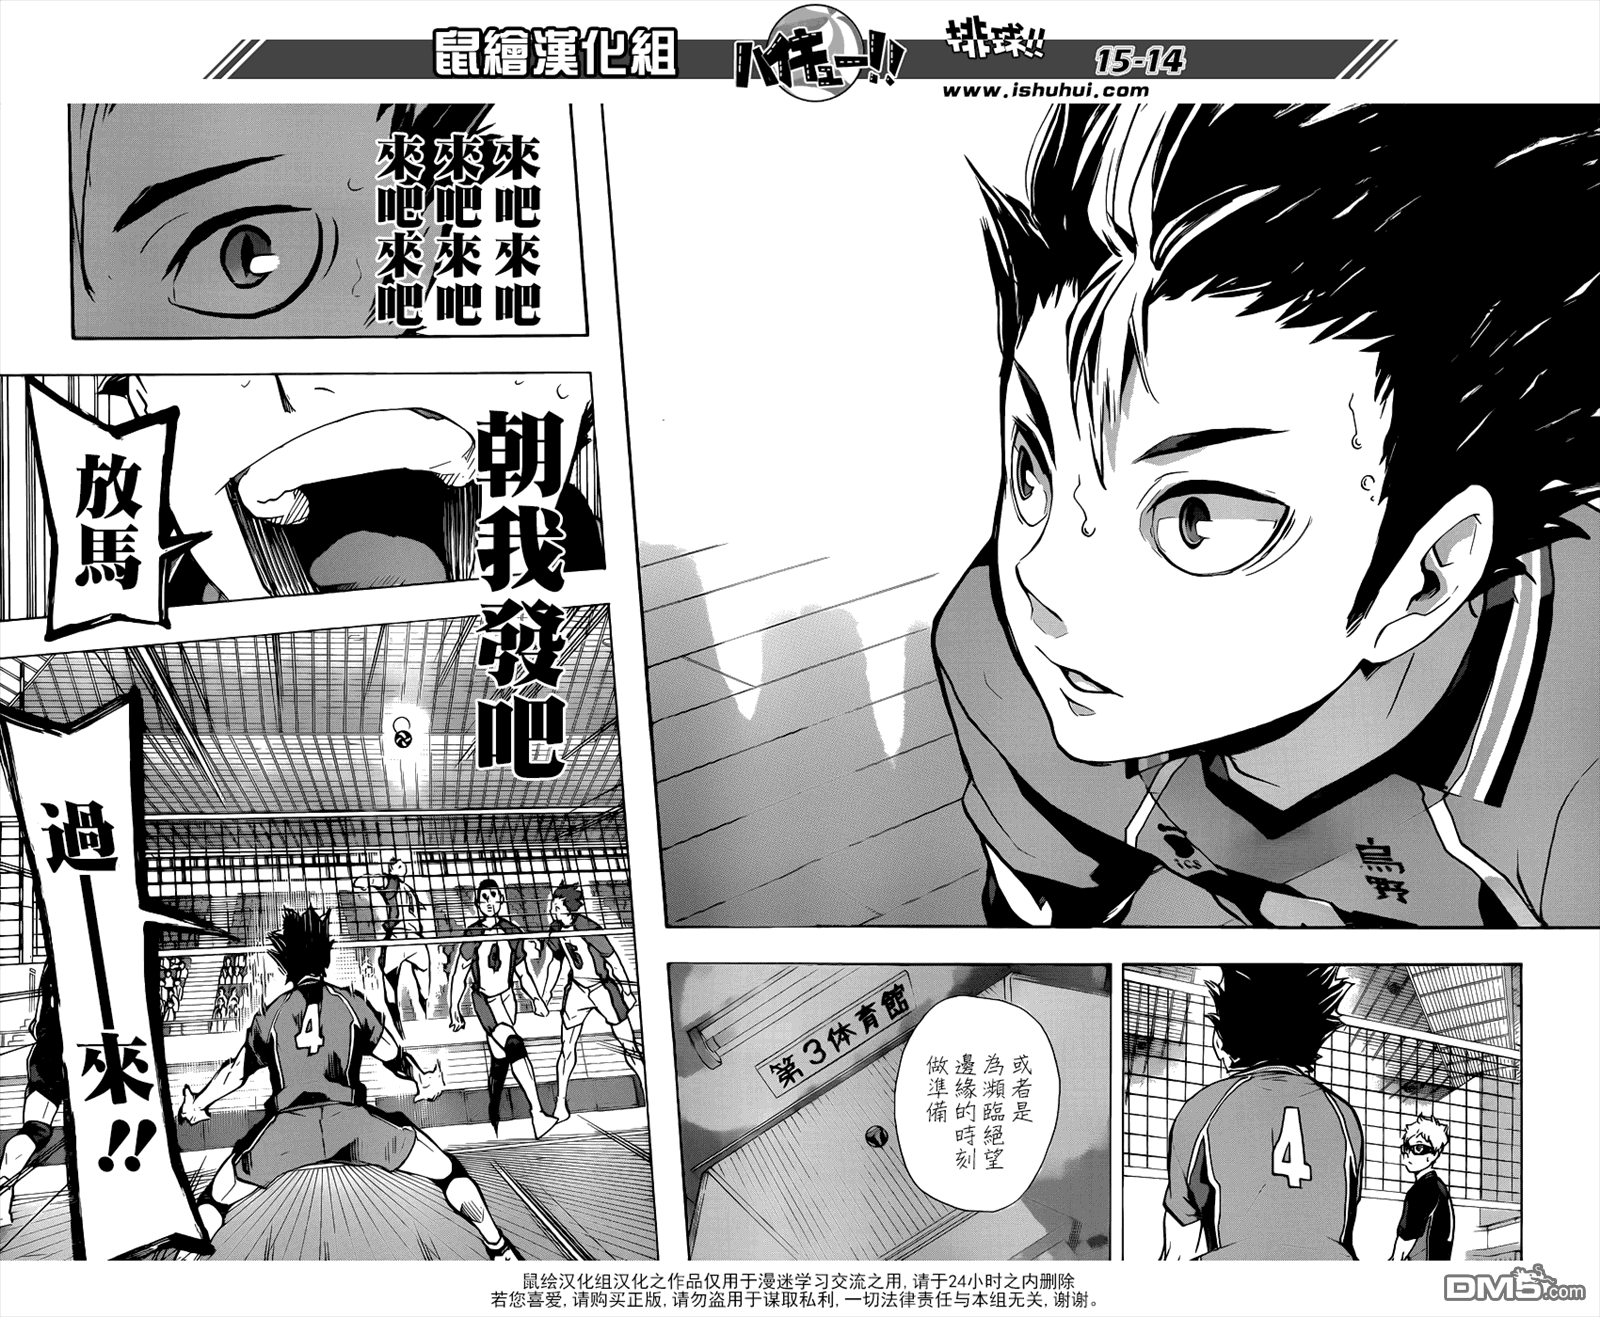 鼠繪漢化組
ハイキュー!!
排球!!
15-14
www.ishuhui.com
ics
烏野
4
或者是
為瀕臨絕望
邊緣的時刻
做準備
第3体育館
來吧來吧
來吧來吧
來吧來吧
朝我發吧
放馬
過——來!!
4
鼠绘汉化组汉化之作品仅用于漫迷学习交流之用,请于24小时之内删除
若您喜爱,请购买正版,请勿盗用于谋取私利,一切法律责任与本组无关,谢谢。
DM5.com